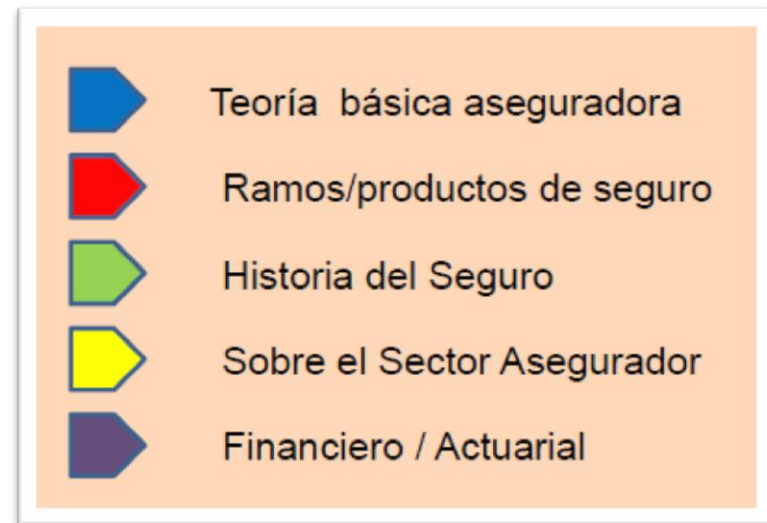 Teoría básica aseguradora
Ramos/productos de seguro
Historia del Seguro
Sobre el Sector Asegurador
Financiero / Actuarial